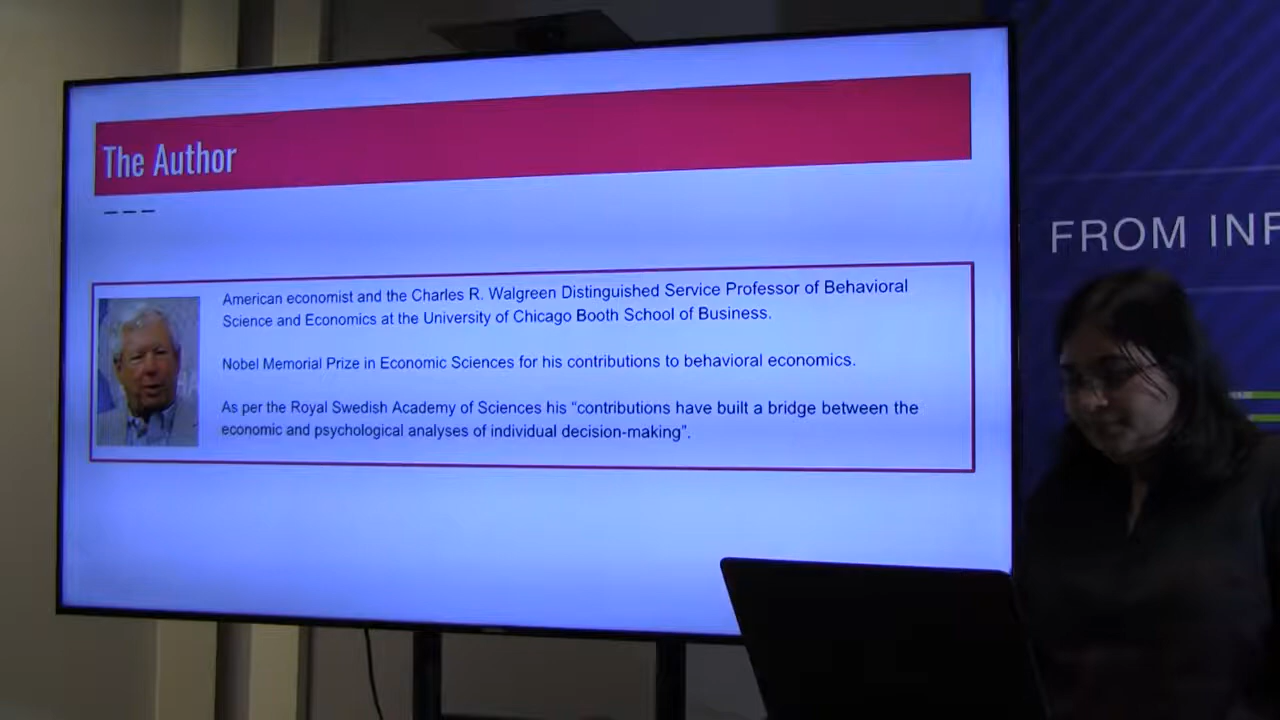 The Author
American economist and the Charles R. Walgreen Distinguished Service Professor of Behavioral
Science and Economics at the University of Chicago Booth School of Business.
Nobel Memorial Prize in Economic Sciences for his contributions to behavioral economics.
As per the Royal Swedish Academy of Sciences his “contributions have built a bridge between the
economic and psychological analyses of individual decision-making”.
FROM